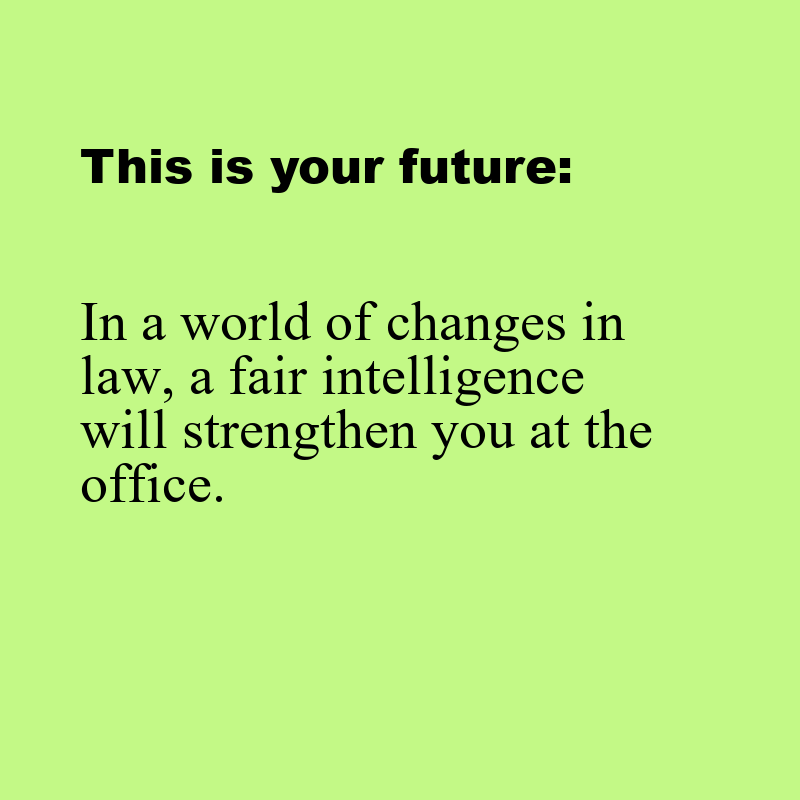 This is your future:
In a world of changes in
law, a fair intelligence
will strengthen you at the
office.